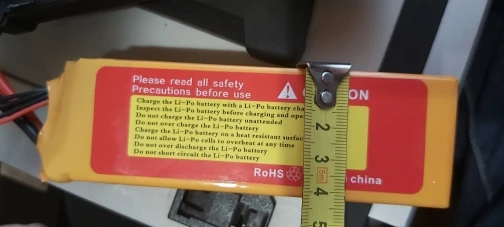 Please read all safety
Precautions before use
ON
Charge the Li-Po battery with a Li-Po battery cha
Inspect the Li-Po battery before charging and ope
Do not charge the Li-Po battery unattended
Do not over charge the Li-Po battery
Charge the Li-Po battery on a heat resistant surfac
Do not allow Li-Po cells to overheat at any time
Do not over discharge the Li-Po battery
Do not short circuit the Li-Po battery
RoHS
china
2
3
4
5